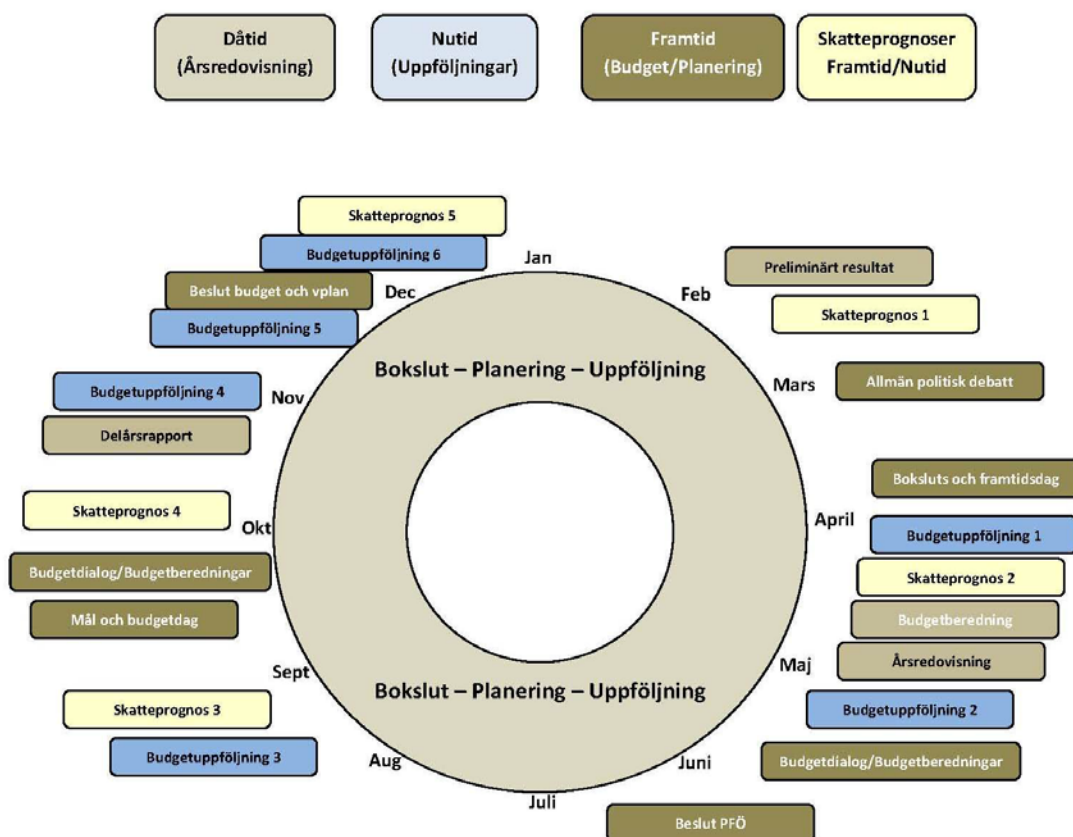 Dåtid
(Årsredovisning)
Nutid
(Uppföljningar)
Framtid
(Budget/Planering)
Skatteprognoser
Framtid/Nutid
Skatteprognos 5
Budgetuppföljning 6
Beslut budget och vplan
Budgetuppföljning 5
Budgetuppföljning 4
Delårsrapport
Skatteprognos 4
Budgetdialog/Budgetberedningar
Mål och budgetdag
Skatteprognos 3
Budgetuppföljning 3
Jan
Feb
Mars
April
Maj
Juni
Juli
Aug
Sept
Okt
Nov
Dec
Bokslut – Planering – Uppföljning
Bokslut – Planering – Uppföljning
Preliminärt resultat
Skatteprognos 1
Allmän politisk debatt
Boksluts och framtidsdag
Budgetuppföljning 1
Skatteprognos 2
Budgetberedning
Årsredovisning
Budgetuppföljning 2
Budgetdialog/Budgetberedningar
Beslut PFÖ